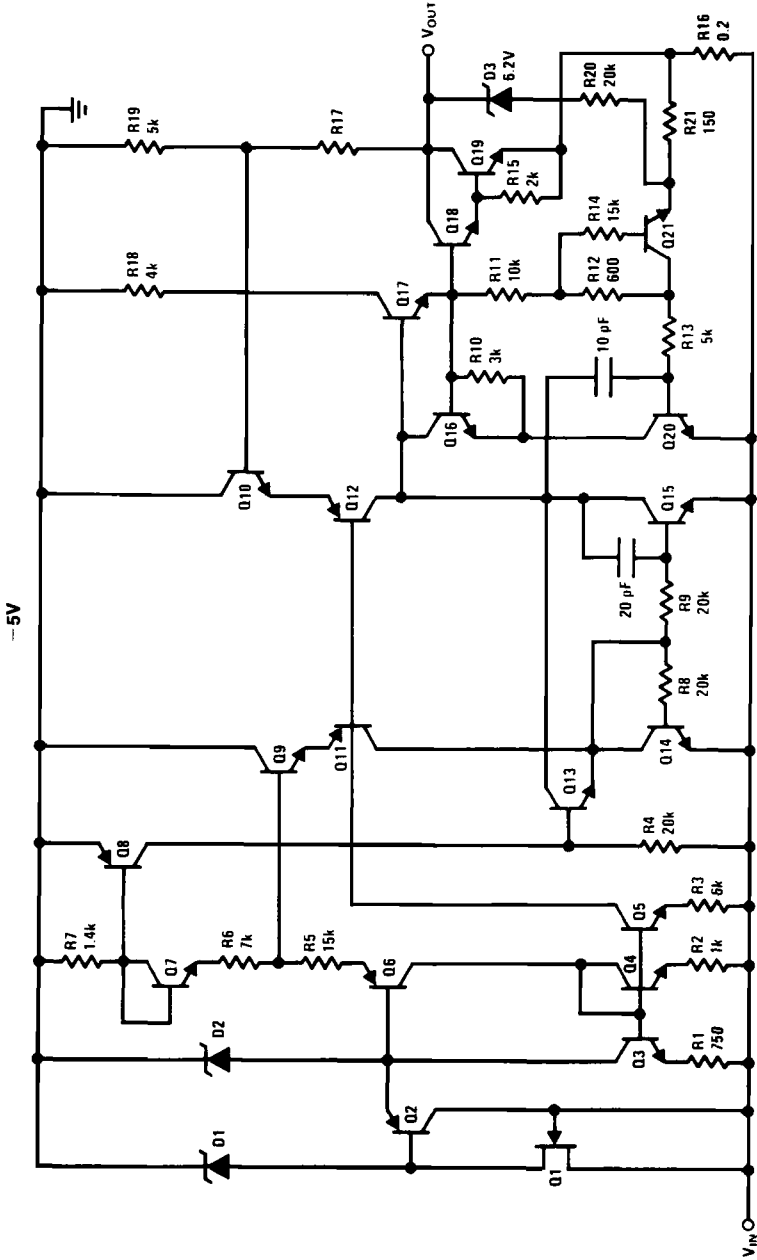 –5V
R7
1.4k
R18
4k
R19
5k
VOUT
D1
D2
Q7
Q8
R6
7k
Q9
Q10
R17
D3
6.2V
R5
15k
Q11
Q12
Q17
Q18
Q19
R15
2k
R20
20k
Q2
Q6
Q16
R10
3k
R11
10k
R14
15k
R12
600
Q13
10 pF
Q21
R21
150
R16
0.2
20 pF
Q1
Q3
Q4
Q5
R4
20k
Q14
R8
20k
R9
20k
Q15
Q20
R13
5k
R1
750
R2
1k
R3
6k
VIN